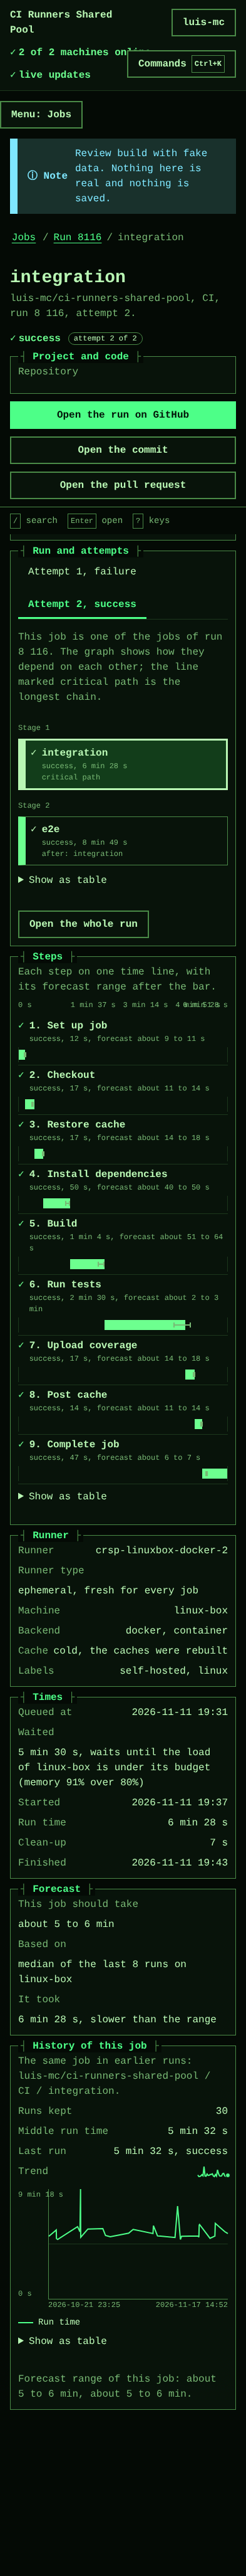 CI Runners Shared
Pool
luis-mc
✓ 2 of 2 machines online
✓ live updates
Commands Ctrl+K
Menu: Jobs
ⓘ Note
Review build with fake
data. Nothing here is
real and nothing is
saved.
Jobs / Run 8116 / integration
integration
luis-mc/ci-runners-shared-pool, CI,
run 8 116, attempt 2.
✓ success attempt 2 of 2
Project and code
Repository
Open the run on GitHub
Open the commit
Open the pull request
/ search Enter open ? keys
Run and attempts
Attempt 1, failure
Attempt 2, success
This job is one of the jobs of run
8 116. The graph shows how they
depend on each other; the line
marked critical path is the
longest chain.
Stage 1
✓ integration
success, 6 min 28 s
critical path
Stage 2
✓ e2e
success, 8 min 49 s
after: integration
▶ Show as table
Open the whole run
Steps
Each step on one time line, with
its forecast range after the bar.
0 s 1 min 37 s 3 min 14 s
✓ 1. Set up job
success, 12 s, forecast about 9 to 11 s
✓ 2. Checkout
success, 17 s, forecast about 11 to 14 s
✓ 3. Restore cache
success, 17 s, forecast about 14 to 18 s
✓ 4. Install dependencies
success, 50 s, forecast about 40 to 50 s
✓ 5. Build
success, 1 min 4 s, forecast about 51 to 64
s
✓ 6. Run tests
success, 2 min 30 s, forecast about 2 to 3
min
✓ 7. Upload coverage
success, 17 s, forecast about 14 to 18 s
✓ 8. Post cache
success, 14 s, forecast about 11 to 14 s
✓ 9. Complete job
success, 47 s, forecast about 6 to 7 s
▶ Show as table
Runner
Runner crsp-linuxbox-docker-2
Runner type
ephemeral, fresh for every job
Machine linux-box
Backend docker, container
Cache cold, the caches were rebuilt
Labels self-hosted, linux
Times
Queued at 2026-11-11 19:31
Waited
5 min 30 s, waits until the load
of linux-box is under its budget
(memory 91% over 80%)
Started 2026-11-11 19:37
Run time 6 min 28 s
Clean-up 7 s
Finished 2026-11-11 19:43
Forecast
This job should take
about 5 to 6 min
Based on
median of the last 8 runs on
linux-box
It took
6 min 28 s, slower than the range
History of this job
The same job in earlier runs:
luis-mc/ci-runners-shared-pool /
CI / integration.
Runs kept 30
Middle run time 5 min 32 s
Last run 5 min 32 s, success
Trend
9 min 18 s
0 s
2026-10-21 23:25 2026-11-17 14:52
Run time
▶ Show as table
Forecast range of this job: about
5 to 6 min, about 5 to 6 min.